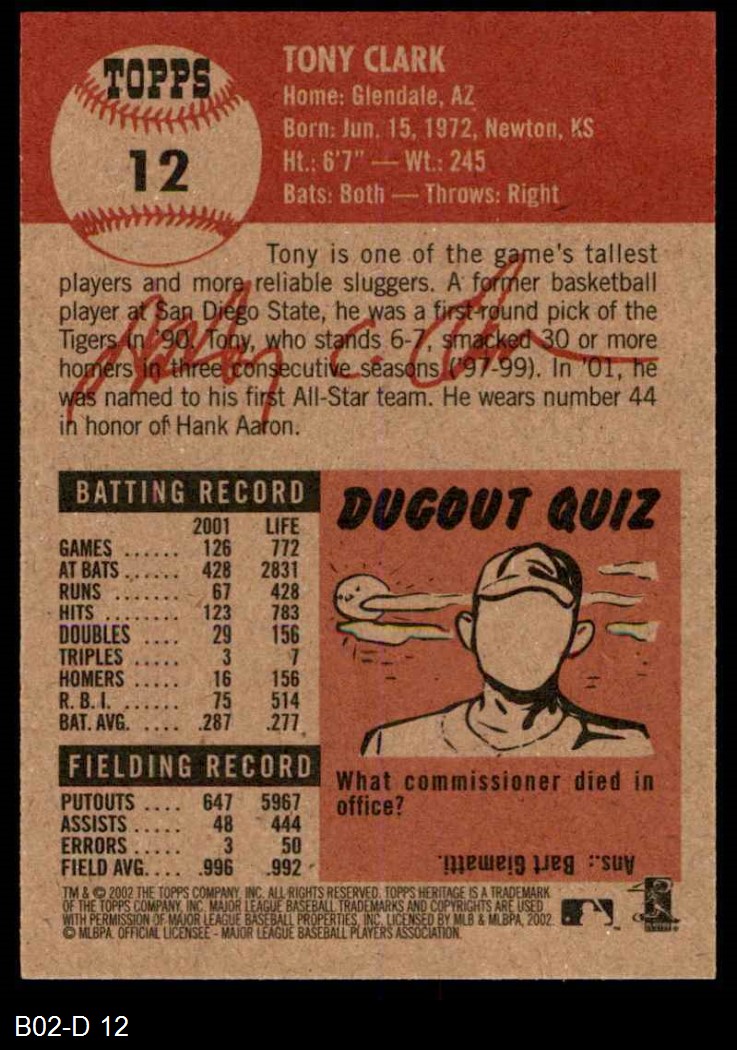 TOPPS
12
TONY CLARK
Home: Glendale, AZ
Born: Jun. 15, 1972, Newton, KS
Ht.: 6'7" — Wt.: 245
Bats: Both — Throws: Right
Tony is one of the game's tallest
players and more reliable sluggers. A former basketball
player at San Diego State, he was a first-round pick of the
Tigers in '90. Tony, who stands 6-7, smacked 30 or more
homers in three consecutive seasons ('97-99). In '01, he
was named to his first All-Star team. He wears number 44
in honor of Hank Aaron.
BATTING RECORD
2001 LIFE
GAMES ...... 126 772
AT BATS ...... 428 2831
RUNS ...... 67 428
HITS ........ 123 783
DOUBLES .... 29 156
TRIPLES ..... 3 7
HOMERS ..... 16 156
R. B. I. ...... 75 514
BAT. AVG. .... .287 .277
FIELDING RECORD
PUTOUTS .... 647 5967
ASSISTS ..... 48 444
ERRORS ..... 3 50
FIELD AVG. ... .996 .992
DUGOUT QUIZ
What commissioner died in
office?
Ans.: Bart Giamatti.
TM & © 2002 THE TOPPS COMPANY, INC. ALL RIGHTS RESERVED. TOPPS HERITAGE IS A TRADEMARK
OF THE TOPPS COMPANY, INC. MAJOR LEAGUE BASEBALL TRADEMARKS AND COPYRIGHTS ARE USED
WITH PERMISSION OF MAJOR LEAGUE BASEBALL PROPERTIES, INC. LICENSED BY MLB & MLBPA, 2002.
© MLBPA. OFFICIAL LICENSEE - MAJOR LEAGUE BASEBALL PLAYERS ASSOCIATION.
B02-D 12